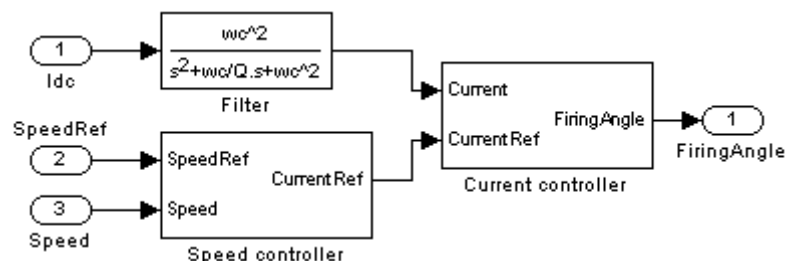 1
Idc
wc^2
s^2+wc/Q.s+wc^2
Filter
SpeedRef
2
3
Speed
SpeedRef
Speed
CurrentRef
Speed controller
Current
CurrentRef
FiringAngle
Current controller
1
FiringAngle